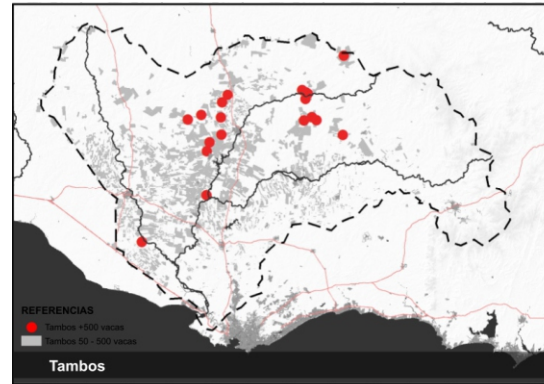 REFERENCIAS
Tambos +500 vacas
Tambos 50 - 500 vacas
Tambos